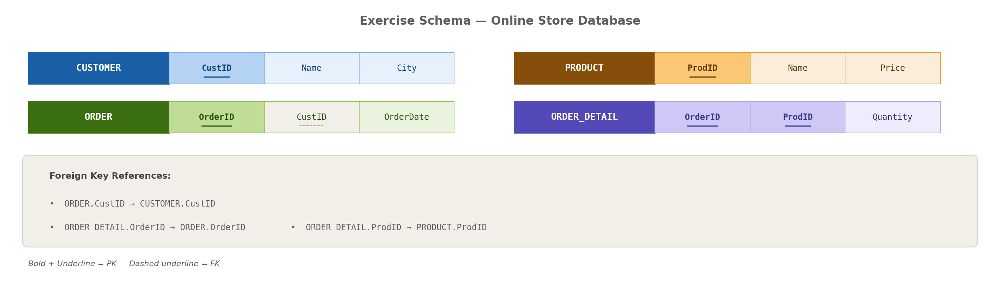 Exercise Schema — Online Store Database
CUSTOMER CustID Name City
PRODUCT ProdID Name Price
ORDER OrderID CustID OrderDate
ORDER_DETAIL OrderID ProdID Quantity
Foreign Key References:
• ORDER.CustID → CUSTOMER.CustID
• ORDER_DETAIL.OrderID → ORDER.OrderID
• ORDER_DETAIL.ProdID → PRODUCT.ProdID
Bold + Underline = PK Dashed underline = FK